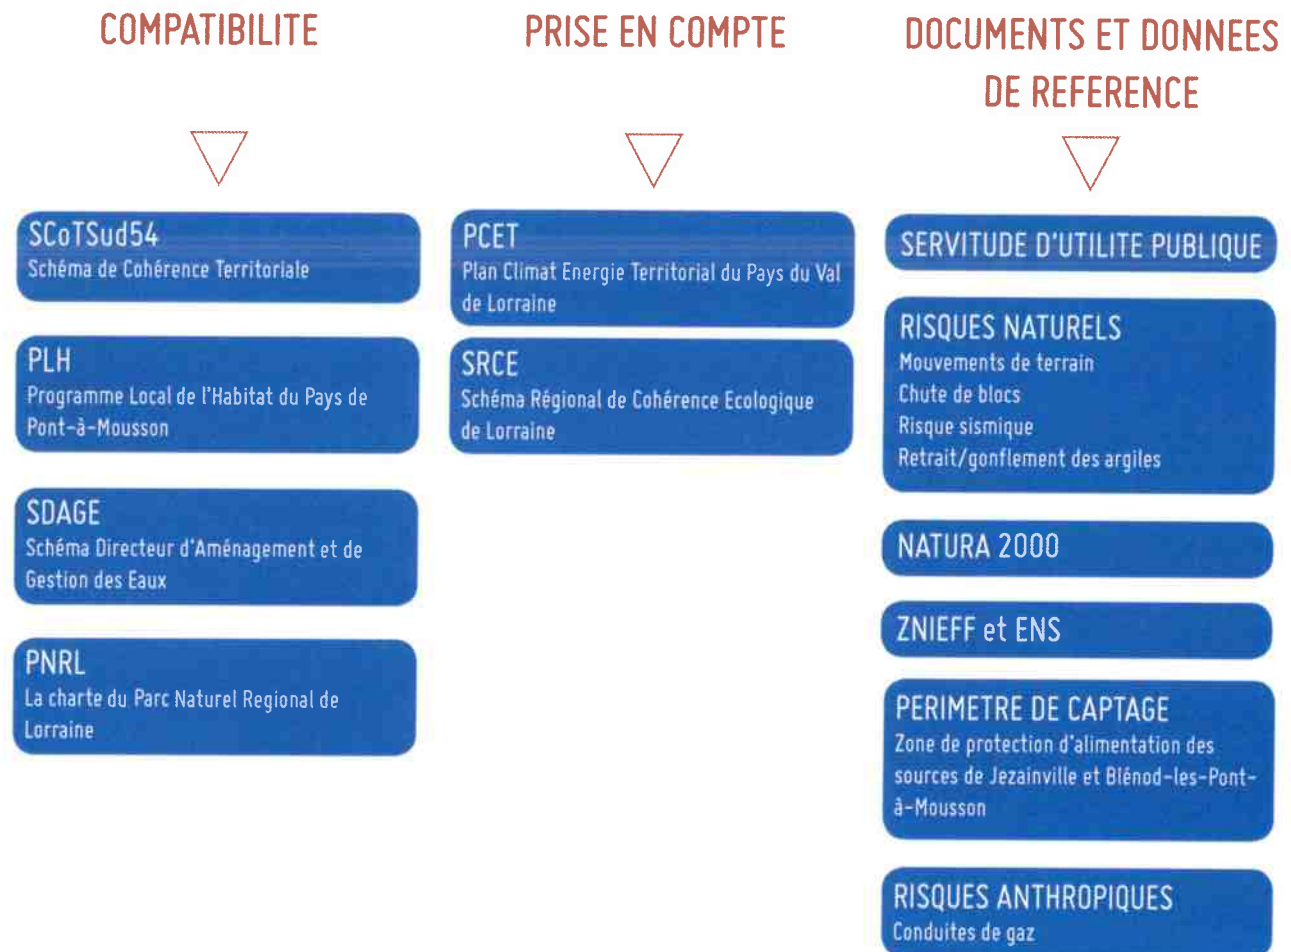 COMPATIBILITE
SCoTSud54
Schéma de Cohérence Territoriale
PLH
Programme Local de l'Habitat du Pays de
Pont-à-Mousson
SDAGE
Schéma Directeur d'Aménagement et de
Gestion des Eaux
PNRL
La charte du Parc Naturel Regional de
Lorraine
PRISE EN COMPTE
PCET
Plan Climat Energie Territorial du Pays du Val
de Lorraine
SRCE
Schéma Régional de Cohérence Ecologique
de Lorraine
DOCUMENTS ET DONNEES
DE REFERENCE
SERVITUDE D'UTILITE PUBLIQUE
RISQUES NATURELS
Mouvements de terrain
Chute de blocs
Risque sismique
Retrait/gonflement des argiles
NATURA 2000
ZNIEFF et ENS
PERIMETRE DE CAPTAGE
Zone de protection d'alimentation des
sources de Jezainville et Blénod-les-Pont-
à-Mousson
RISQUES ANTHROPIQUES
Conduites de gaz